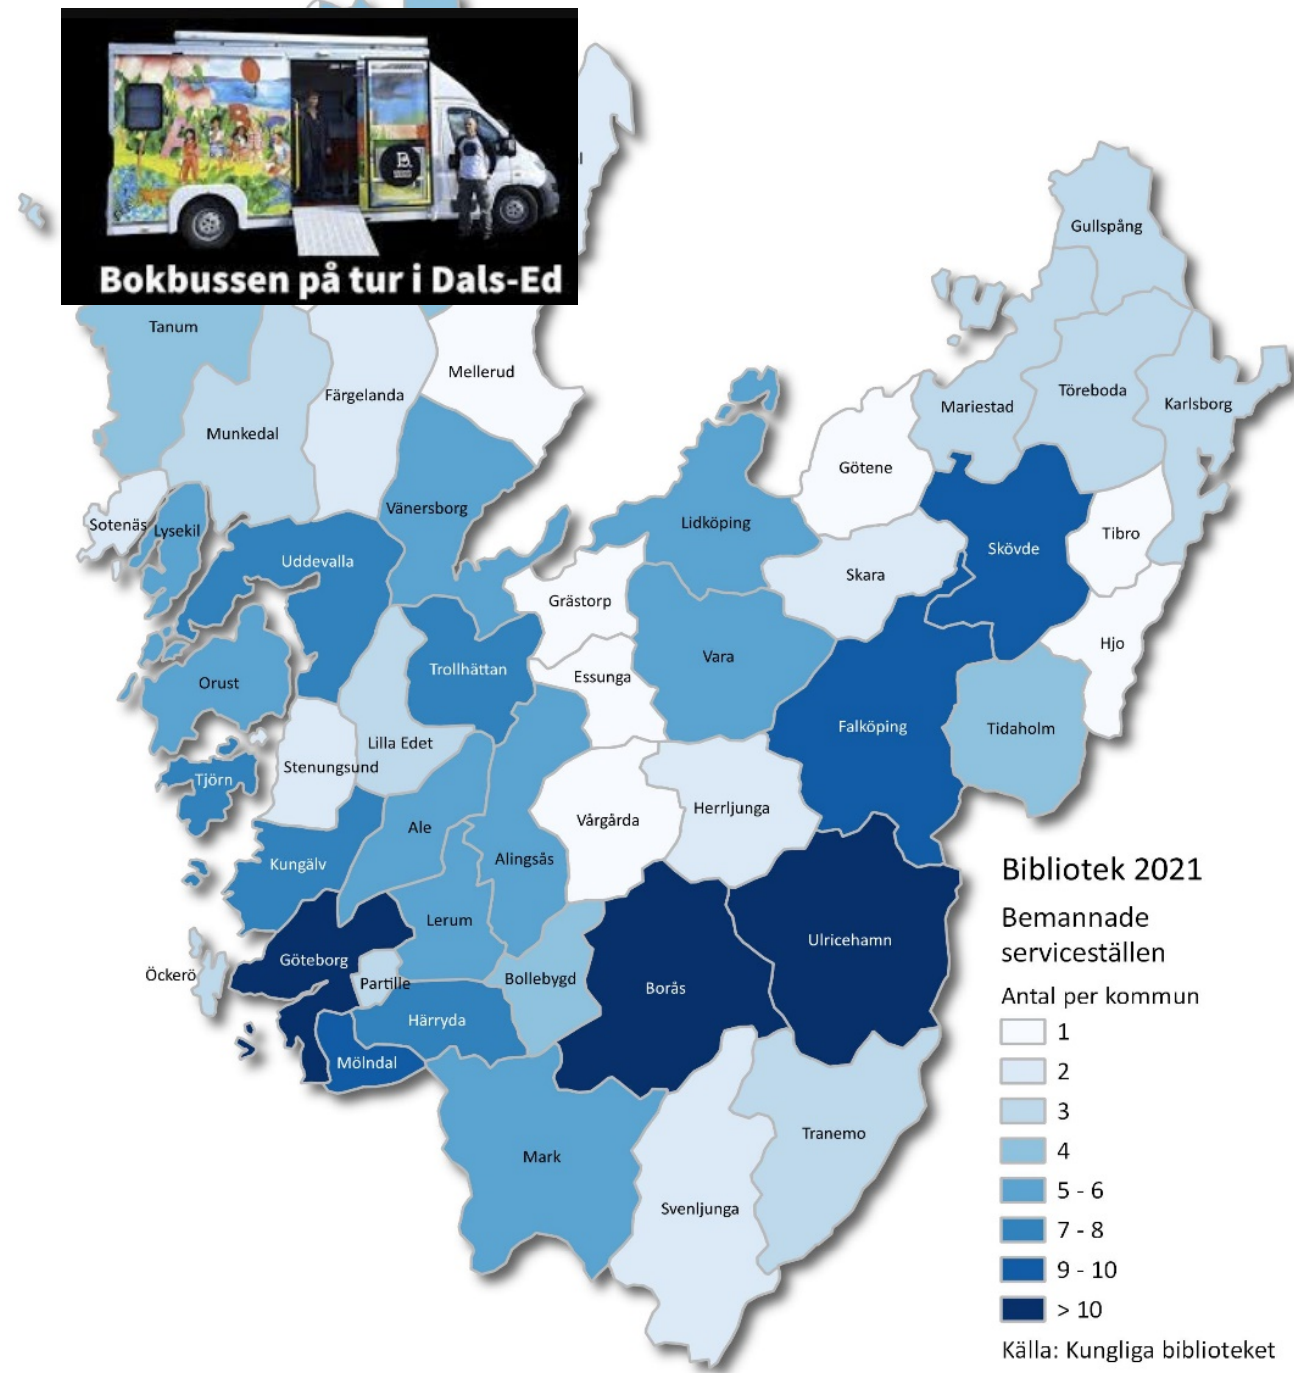 Bokbussen på tur i Dals-Ed
Gullspång
Tanum
Mellerud
Färgelanda
Munkedal
Mariestad
Töreboda
Karlsborg
Götene
Vänersborg
Lidköping
Sotenäs
Lysekil
Uddevalla
Skara
Skövde
Tibro
Grästorp
Hjo
Vara
Trollhättan
Essunga
Orust
Falköping
Tidaholm
Lilla Edet
Stenungsund
Tjörn
Herrljunga
Vårgårda
Ale
Alingsås
Kungälv
Lerum
Ulricehamn
Göteborg
Öckerö
Partille
Bollebygd
Borås
Härryda
Mölndal
Tranemo
Mark
Svenljunga
Bibliotek 2021
Bemannade
serviceställen
Antal per kommun
1
2
3
4
5 - 6
7 - 8
9 - 10
> 10
Källa: Kungliga biblioteket